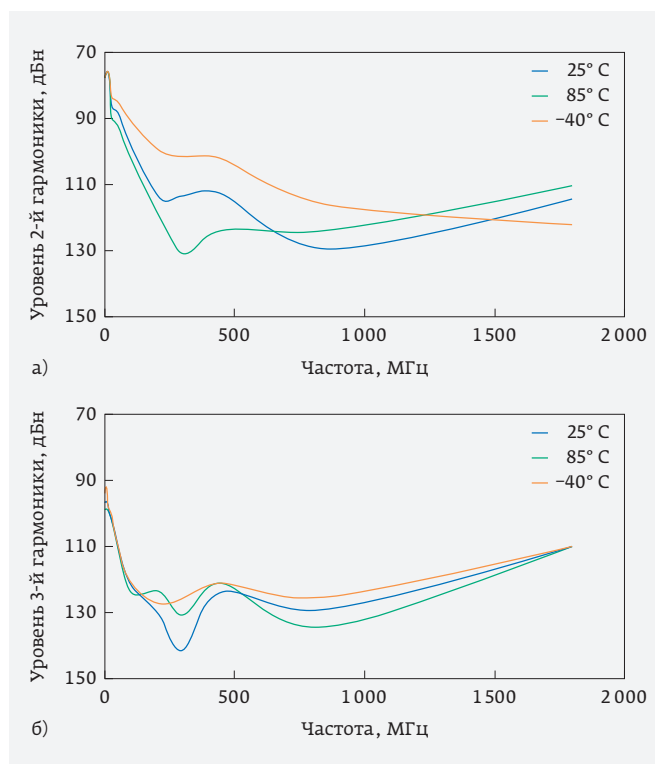 Уровень 2-й гармоники, дБн
70
90
110
130
150
0
500
1 000
1 500
2 000
25° C
85° C
−40° C
а)
Частота, МГц
Уровень 3-й гармоники, дБн
70
90
110
130
150
0
500
1 000
1 500
2 000
25° C
85° C
−40° C
б)
Частота, МГц